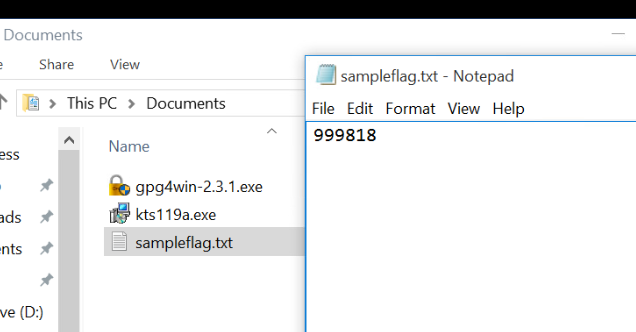 Documents
Share View
This PC > Documents
Name
ess
gpg4win-2.3.1.exe
ads
kts119a.exe
ents
sampleflag.txt
ve (D:)
sampleflag.txt - Notepad
File Edit Format View Help
999818